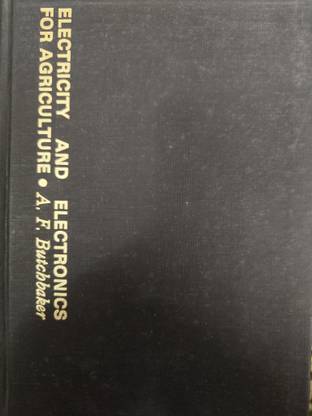 ELECTRICITY AND ELECTRONICS
FOR AGRICULTURE • A. F. Butchbaker